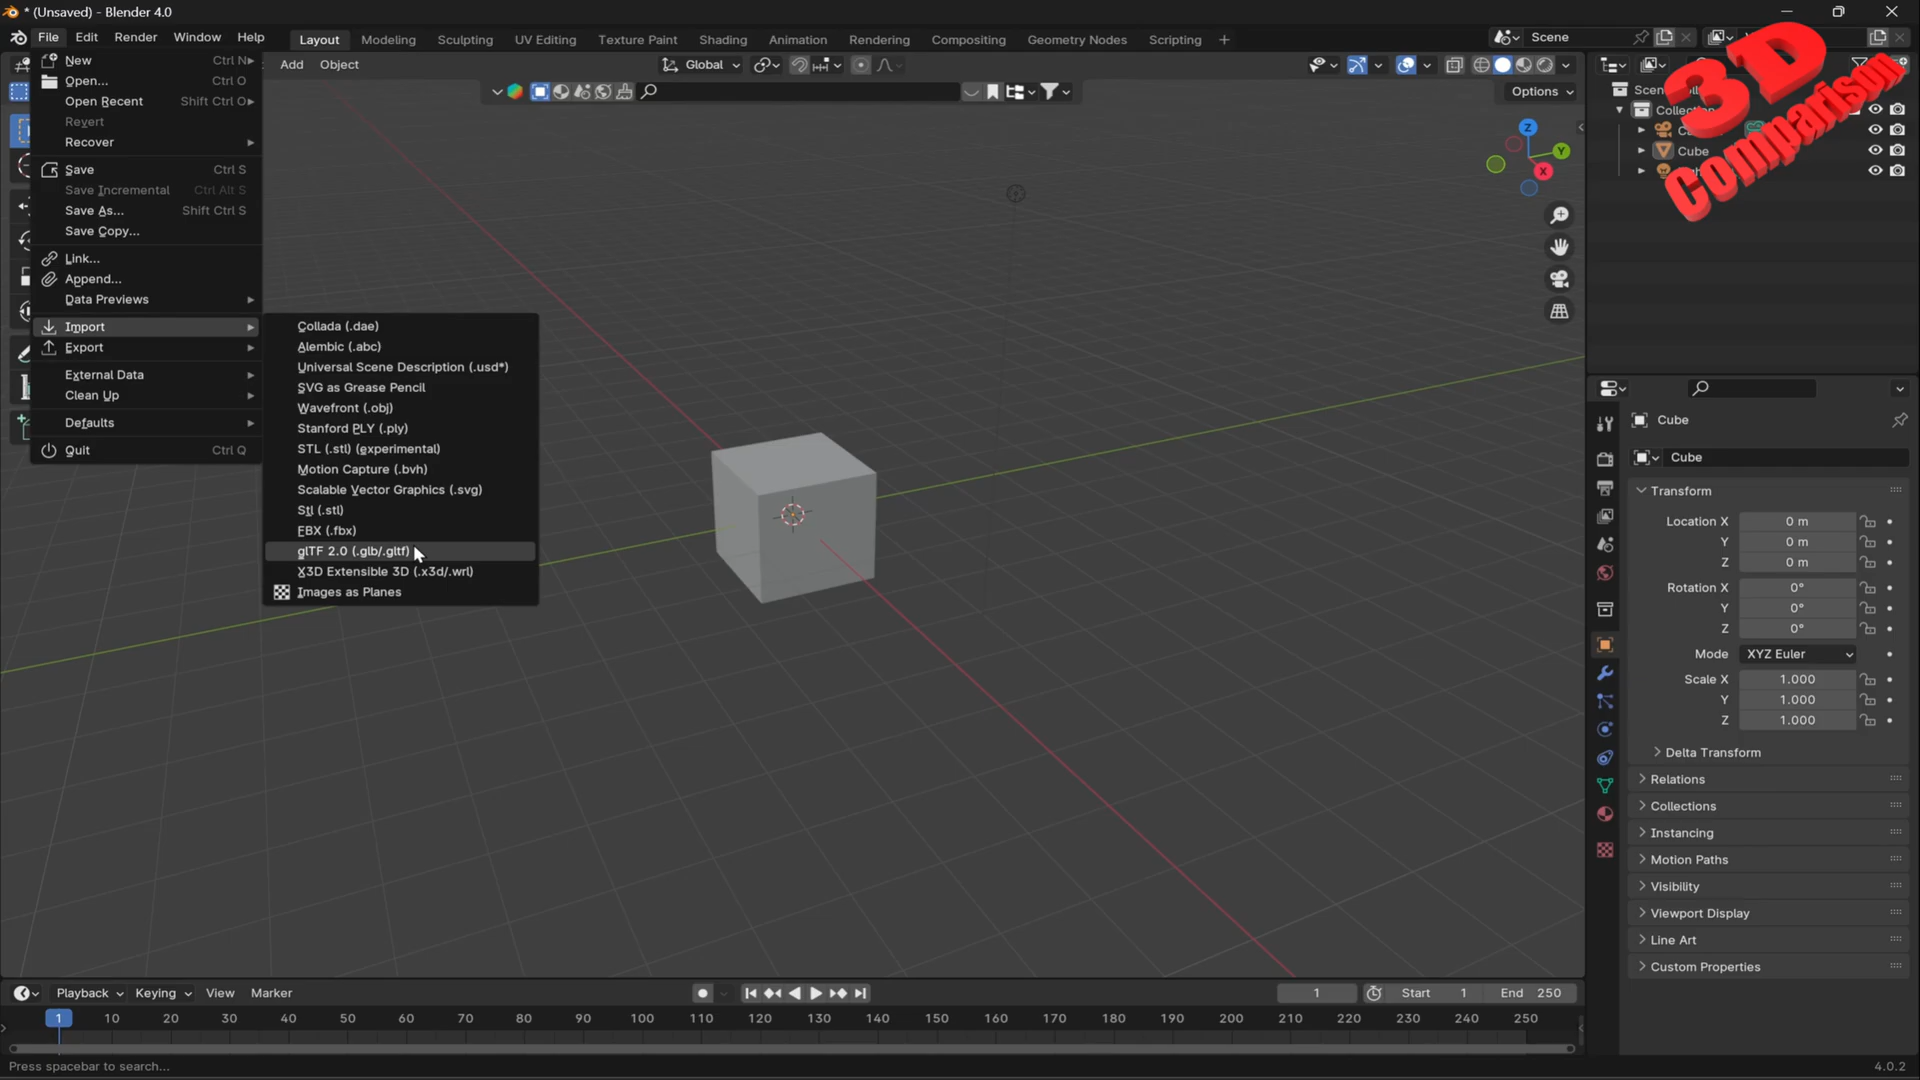 * (Unsaved) - Blender 4.0
File Edit Render Window Help
Layout Modeling Sculpting UV Editing Texture Paint Shading Animation Rendering Compositing Geometry Nodes Scripting +
Scene
Add Object
Global
Options
3D
Comparison
New Ctrl N
Open... Ctrl O
Open Recent Shift Ctrl O
Revert
Recover
Save Ctrl S
Save Incremental Ctrl Alt S
Save As... Shift Ctrl S
Save Copy...
Link...
Append...
Data Previews
Import
Export
External Data
Clean Up
Defaults
Quit Ctrl Q
Collada (.dae)
Alembic (.abc)
Universal Scene Description (.usd*)
SVG as Grease Pencil
Wavefront (.obj)
Stanford PLY (.ply)
STL (.stl) (experimental)
Motion Capture (.bvh)
Scalable Vector Graphics (.svg)
Stl (.stl)
FBX (.fbx)
glTF 2.0 (.glb/.gltf)
X3D Extensible 3D (.x3d/.wrl)
Images as Planes
Z
Y
X
Cube
Cube
Cube
Transform
Location X 0 m
Y 0 m
Z 0 m
Rotation X 0°
Y 0°
Z 0°
Mode XYZ Euler
Scale X 1.000
Y 1.000
Z 1.000
Delta Transform
Relations
Collections
Instancing
Motion Paths
Visibility
Viewport Display
Line Art
Custom Properties
Playback Keying View Marker
1 Start 1 End 250
1 10 20 30 40 50 60 70 80 90 100 110 120 130 140 150 160 170 180 190 200 210 220 230 240 250
Press spacebar to search...
4.0.2